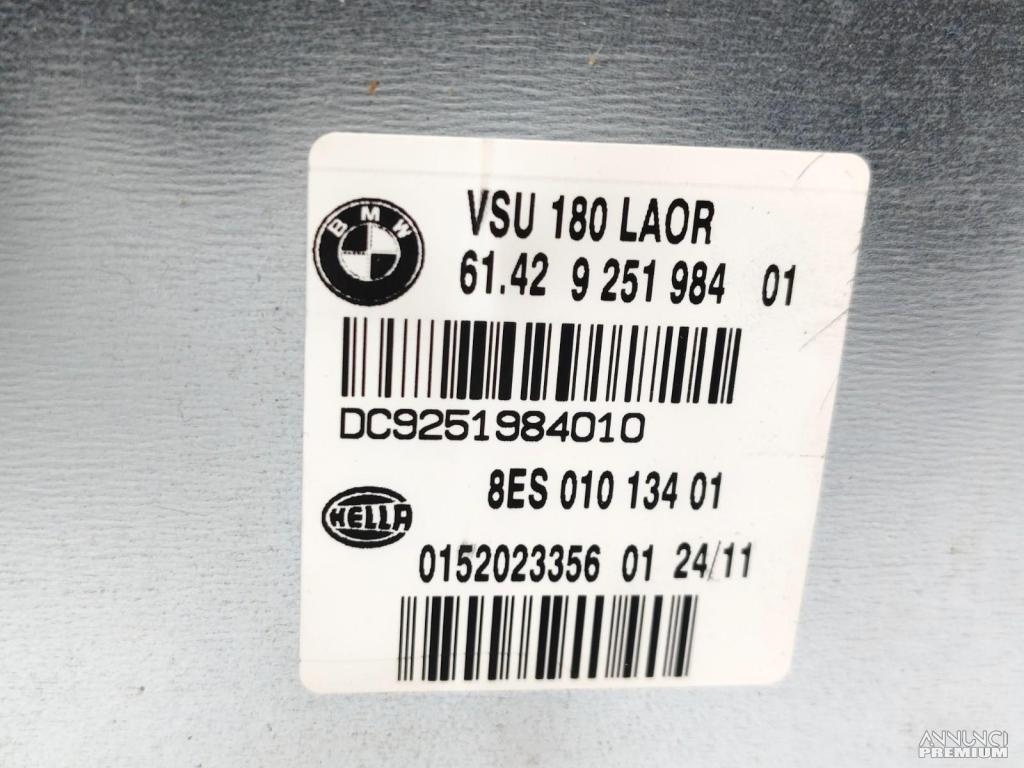 BMW
VSU 180 LAOR
61.42 9 251 984 01
DC9251984010
8ES 010 134 01
HELLA
0152023356 01 24/11
ANNUNCI
PREMIUM